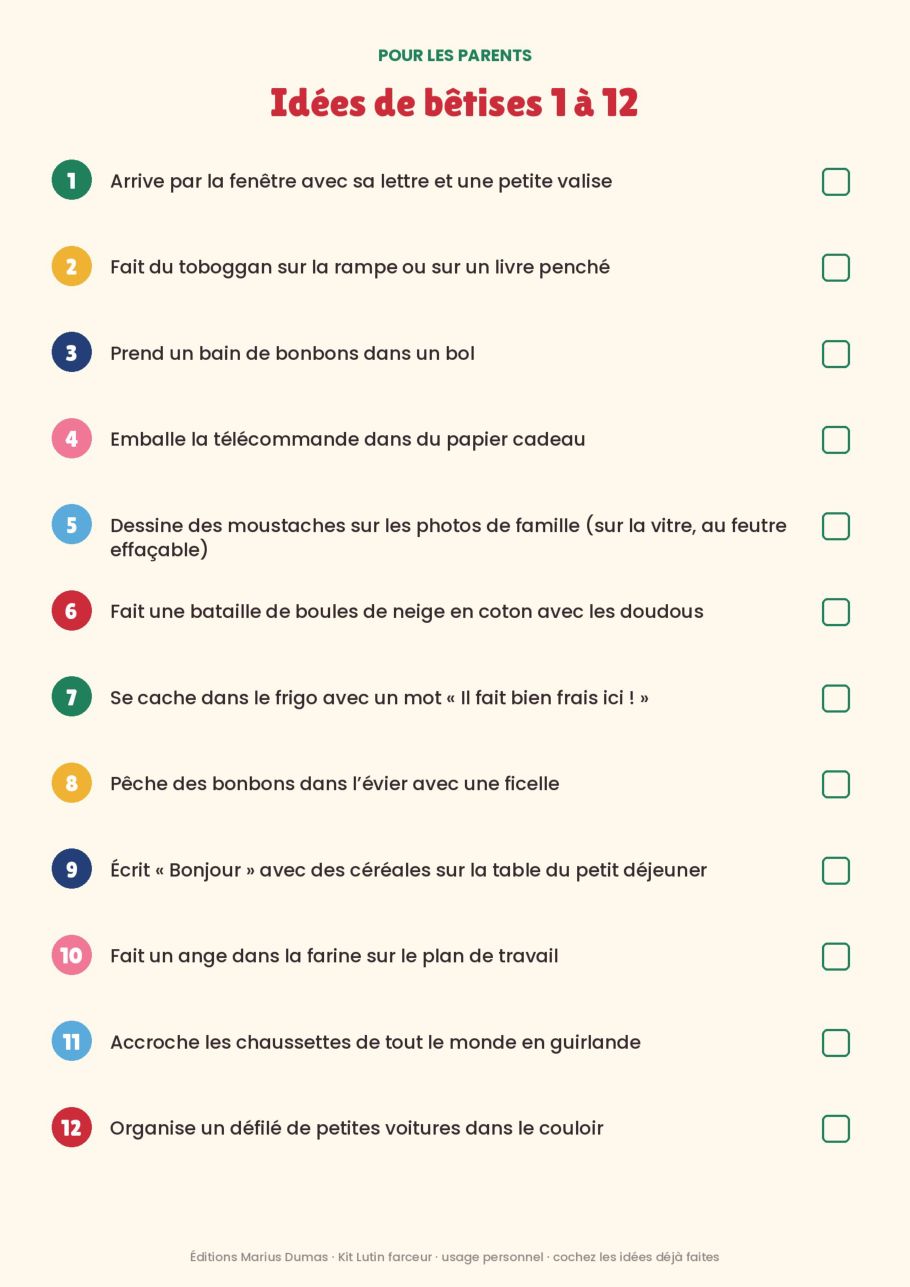 POUR LES PARENTS
Idées de bêtises 1 à 12
1 Arrive par la fenêtre avec sa lettre et une petite valise
2 Fait du toboggan sur la rampe ou sur un livre penché
3 Prend un bain de bonbons dans un bol
4 Emballe la télécommande dans du papier cadeau
5 Dessine des moustaches sur les photos de famille (sur la vitre, au feutre
effaçable)
6 Fait une bataille de boules de neige en coton avec les doudous
7 Se cache dans le frigo avec un mot « Il fait bien frais ici ! »
8 Pêche des bonbons dans l’évier avec une ficelle
9 Écrit « Bonjour » avec des céréales sur la table du petit déjeuner
10 Fait un ange dans la farine sur le plan de travail
11 Accroche les chaussettes de tout le monde en guirlande
12 Organise un défilé de petites voitures dans le couloir
Éditions Marius Dumas · Kit Lutin farceur · usage personnel · cochez les idées déjà faites